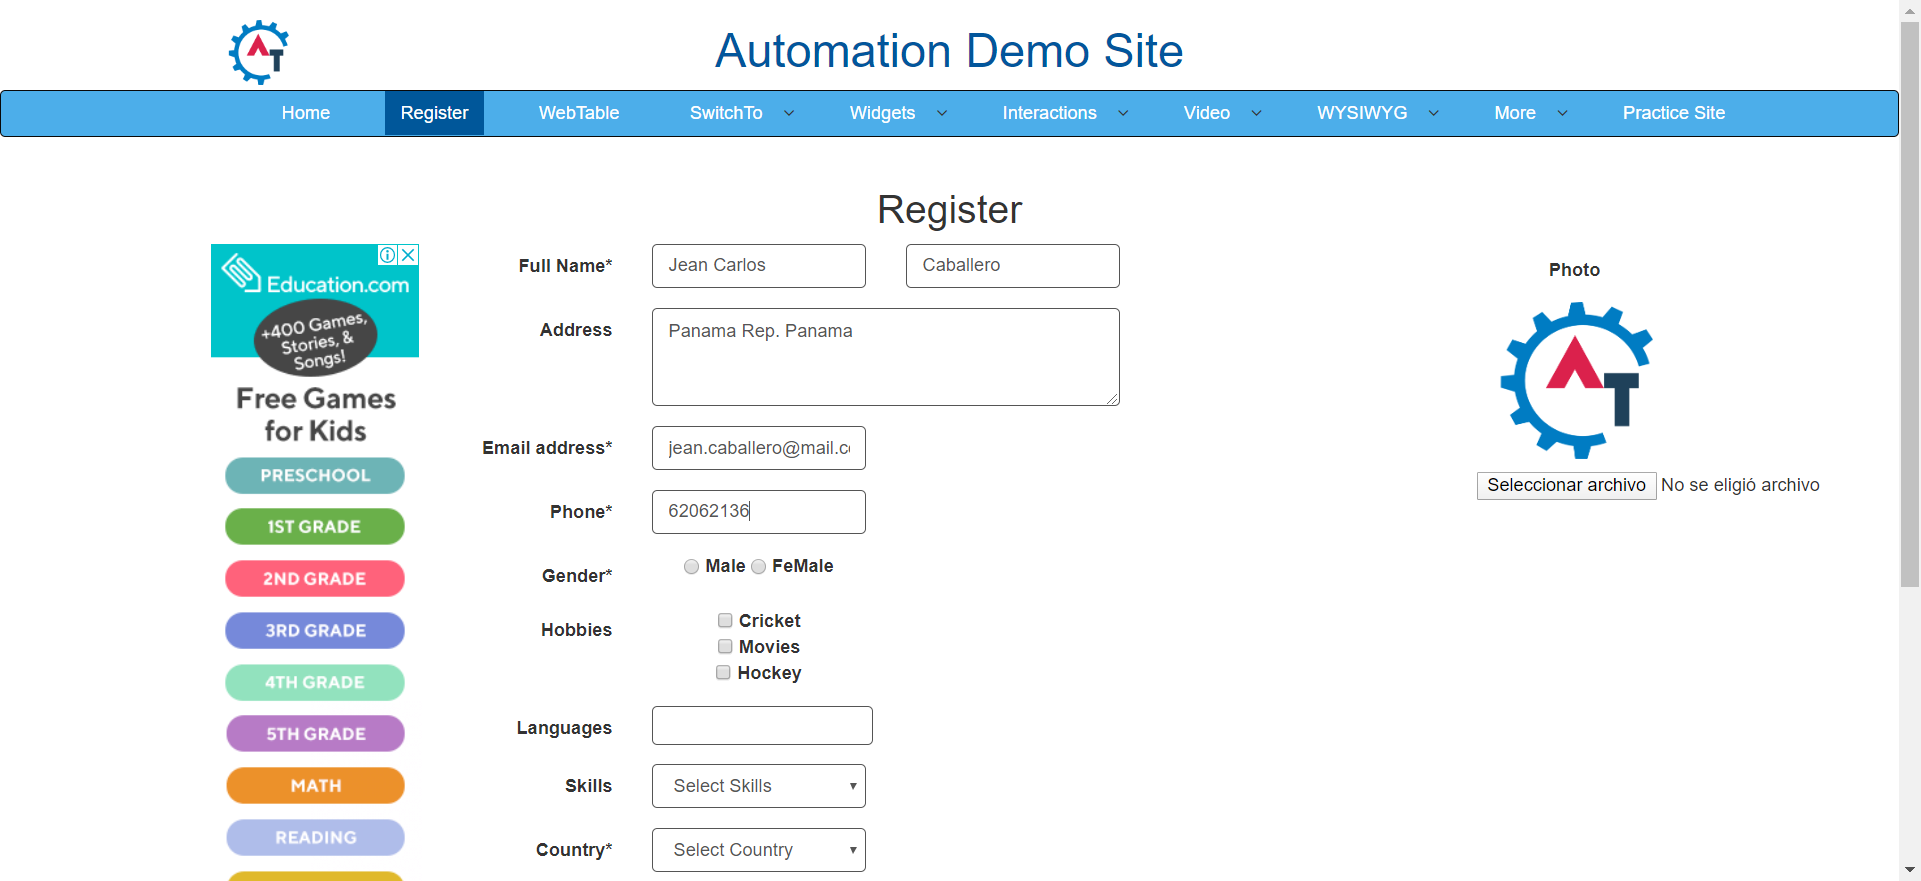 AT
Automation Demo Site
Home Register WebTable SwitchTo Widgets Interactions Video WYSIWYG More Practice Site
Register
Education.com
+400 Games,
Stories, &
Songs!
Free Games
for Kids
PRESCHOOL
1ST GRADE
2ND GRADE
3RD GRADE
4TH GRADE
5TH GRADE
MATH
READING
Full Name* Jean Carlos Caballero
Address Panama Rep. Panama
Email address* jean.caballero@mail.c
Phone* 62062136
Gender* Male FeMale
Hobbies Cricket
Movies
Hockey
Languages
Skills Select Skills
Country* Select Country
Photo
AT
Seleccionar archivo No se eligió archivo